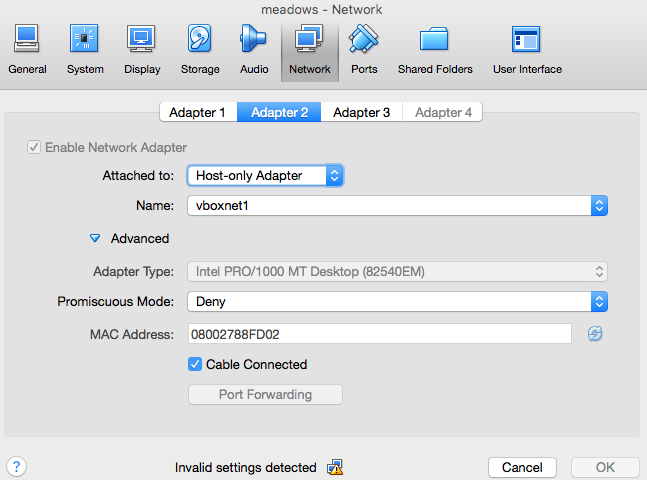 meadows - Network
General System Display Storage Audio Network Ports Shared Folders User Interface
Adapter 1 Adapter 2 Adapter 3 Adapter 4
Enable Network Adapter
Attached to: Host-only Adapter
Name: vboxnet1
Advanced
Adapter Type: Intel PRO/1000 MT Desktop (82540EM)
Promiscuous Mode: Deny
MAC Address: 08002788FD02
Cable Connected
Port Forwarding
? Invalid settings detected Cancel OK